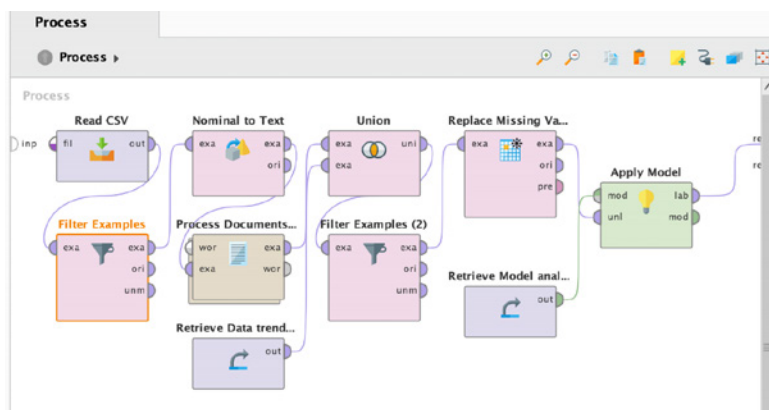 Process
Process
Process
Read CSV
Nominal to Text
Union
Replace Missing Va...
inp
fil
out
exa
exa
ori
exa
uni
exa
exa
exa
ori
pre
re
re
Apply Model
mod
lab
unl
mod
Filter Examples
Process Documents...
Filter Examples (2)
exa
exa
ori
unm
wor
exa
exa
wor
exa
exa
ori
unm
Retrieve Model anal...
out
Retrieve Data trend...
out